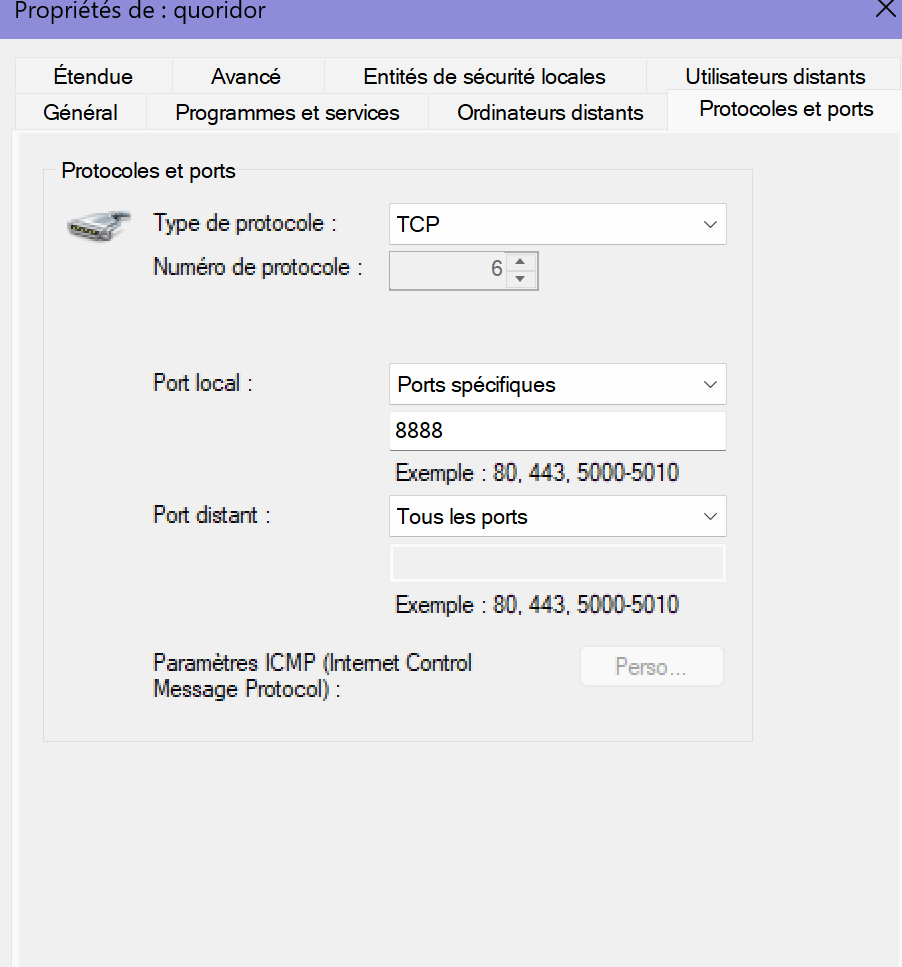 Propriétés de : quoridor
Étendue Avancé Entités de sécurité locales Utilisateurs distants
Général Programmes et services Ordinateurs distants Protocoles et ports
Protocoles et ports
Type de protocole : TCP
Numéro de protocole : 6
Port local : Ports spécifiques
8888
Exemple : 80, 443, 5000-5010
Port distant : Tous les ports
Exemple : 80, 443, 5000-5010
Paramètres ICMP (Internet Control Perso...
Message Protocol) :